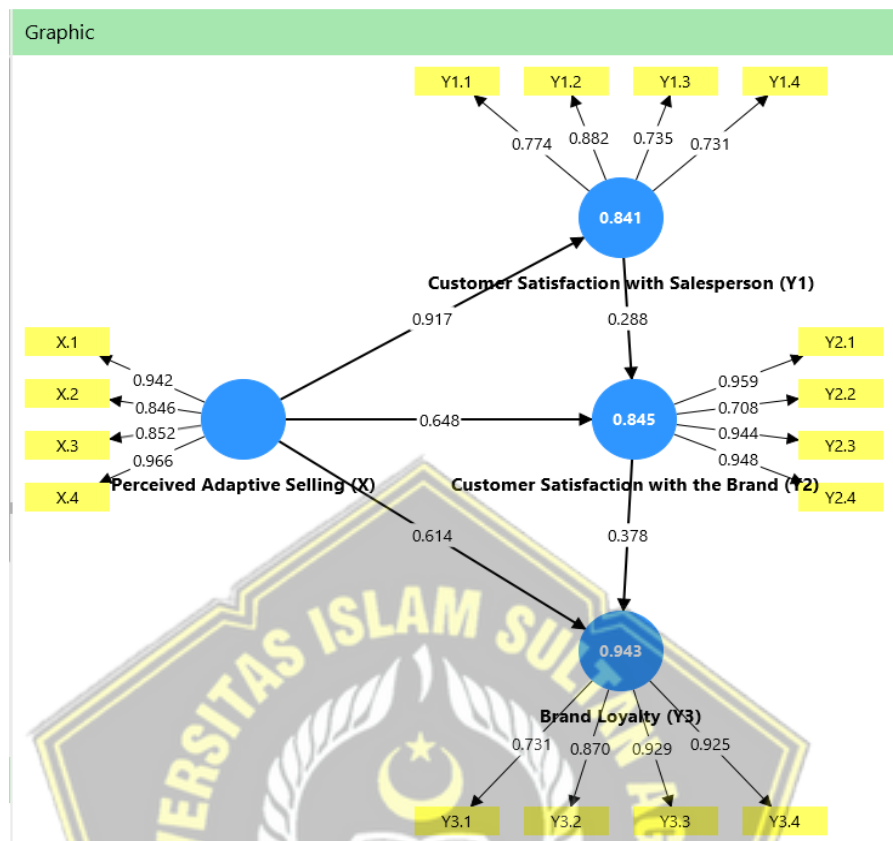 Graphic
Y1.1 Y1.2 Y1.3 Y1.4
0.774 0.882 0.735 0.731
0.841
Customer Satisfaction with Salesperson (Y1)
0.917 0.288
X.1
X.2
X.3
X.4
0.942
0.846
0.852
0.966
Perceived Adaptive Selling (X)
0.648
0.845
Customer Satisfaction with the Brand (Y2)
0.959
0.708
0.944
0.948
Y2.1
Y2.2
Y2.3
Y2.4
0.614 0.378
0.943
Brand Loyalty (Y3)
0.731 0.870 0.929 0.925
Y3.1 Y3.2 Y3.3 Y3.4
ERSITAS ISLAM SULTAN AG